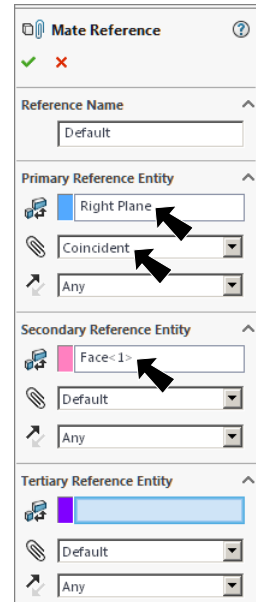 Mate Reference
Reference Name
Default
Primary Reference Entity
Right Plane
Coincident
Any
Secondary Reference Entity
Face<1>
Default
Any
Tertiary Reference Entity
Default
Any